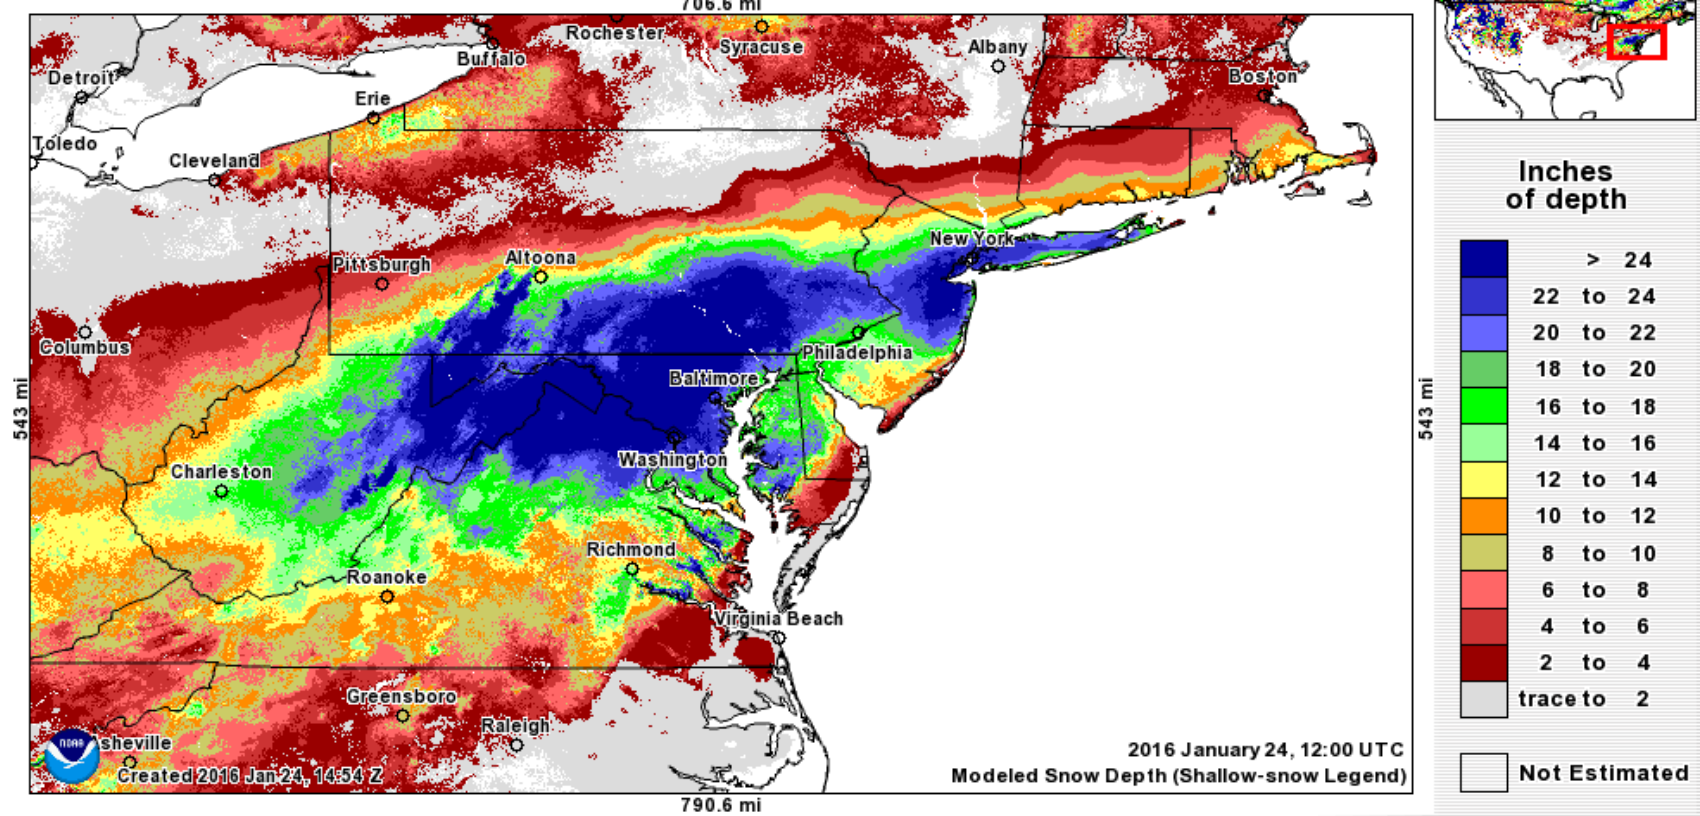 706.6 mi
Rochester
Syracuse
Albany
Buffalo
Detroit
Boston
Erie
Toledo
Cleveland
New York
Altoona
Pittsburgh
Columbus
Philadelphia
Baltimore
543 mi
543 mi
Washington
Charleston
Richmond
Roanoke
Virginia Beach
Greensboro
Raleigh
Asheville
NOAA
Created 2016 Jan 24, 14:54 Z
2016 January 24, 12:00 UTC
Modeled Snow Depth (Shallow-snow Legend)
790.6 mi
Inches
of depth
> 24
22 to 24
20 to 22
18 to 20
16 to 18
14 to 16
12 to 14
10 to 12
8 to 10
6 to 8
4 to 6
2 to 4
trace to 2
Not Estimated